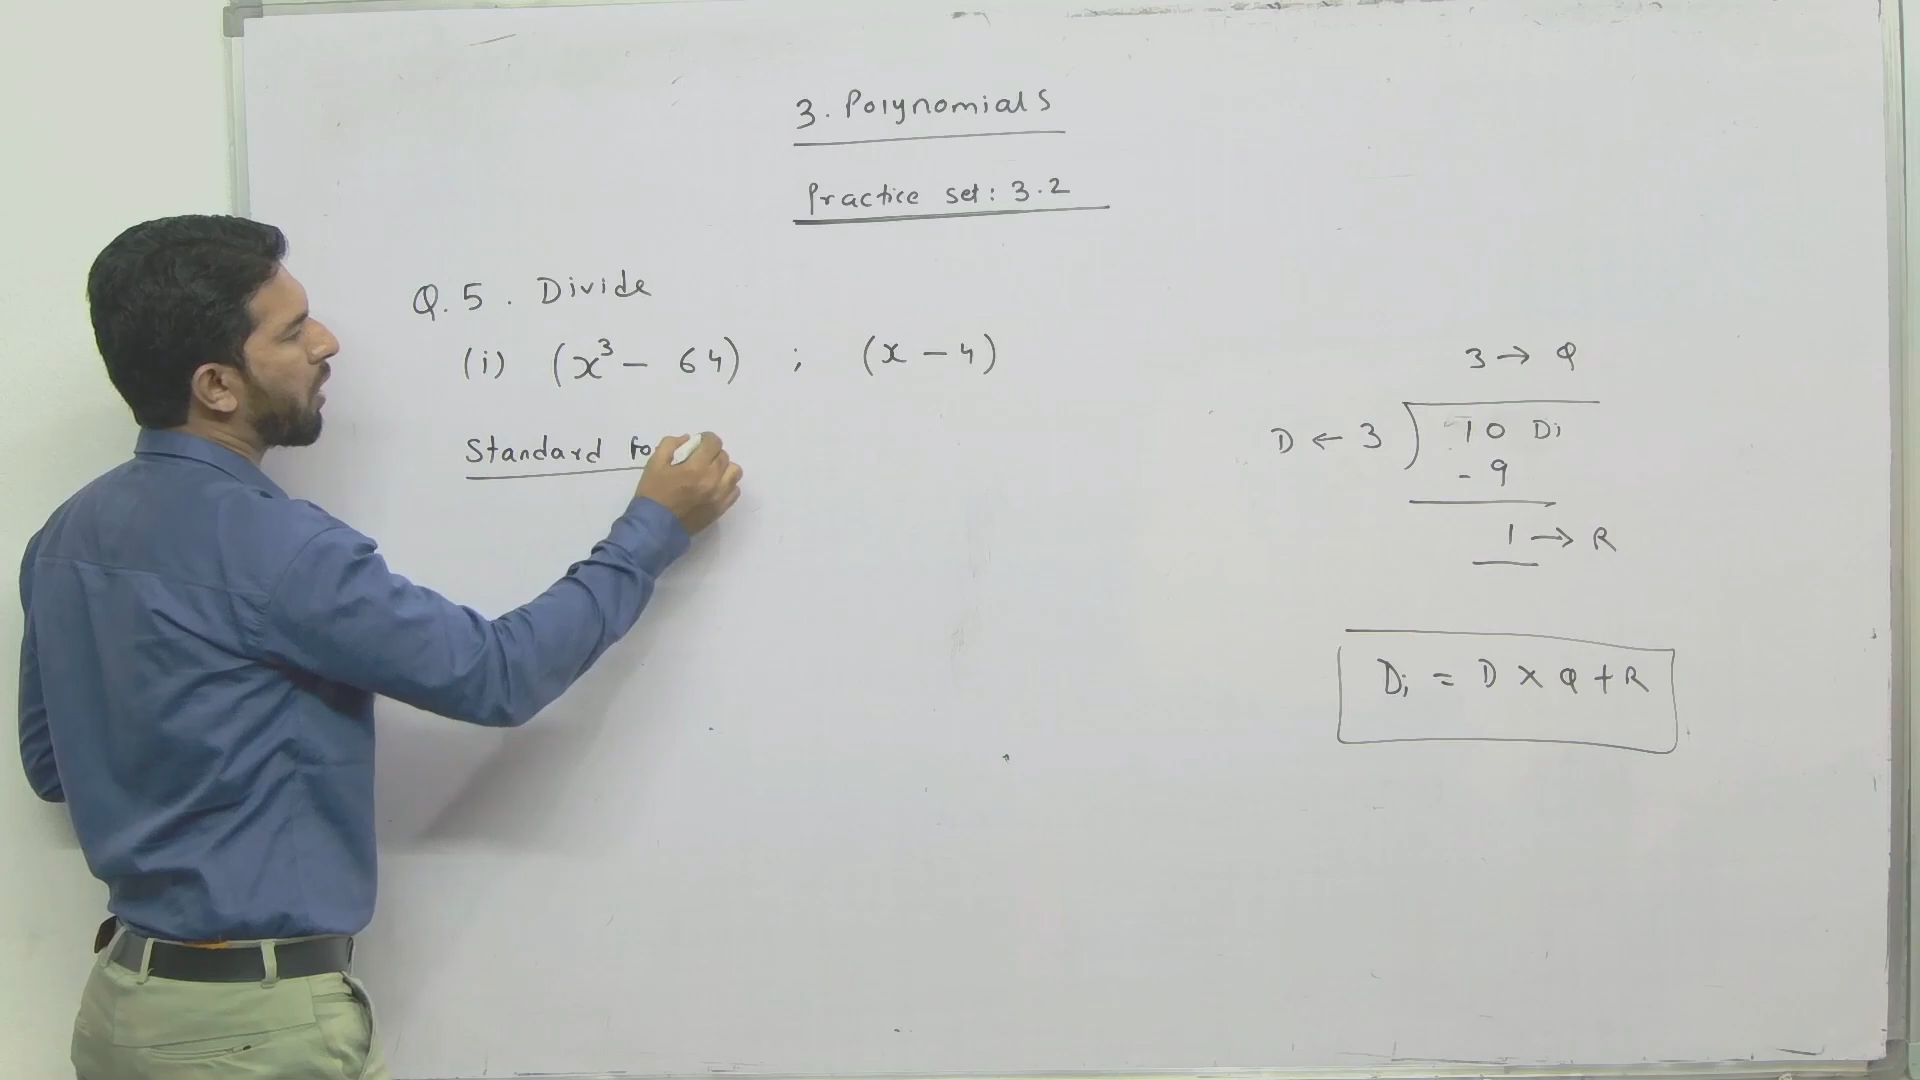 3. Polynomials
Practice set: 3.2
Q. 5. Divide
(i) (x³ - 64) ; (x - 4)
Standard fo
3 → Q
D ← 3 ) 10 Di
- 9
1 → R
Di = D × Q + R